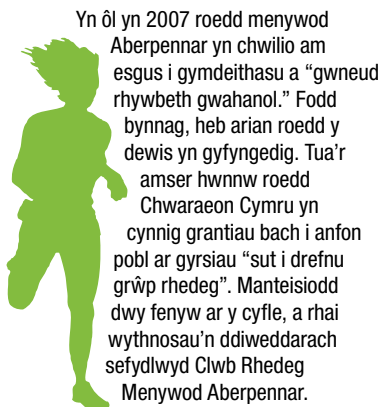 Yn ôl yn 2007 roedd menywod
Aberpennar yn chwilio am
esgus i gymdeithasu a “gwneud
rhywbeth gwahanol.” Fodd
bynnag, heb arian roedd y
dewis yn gyfyngedig. Tua’r
amser hwnnw roedd
Chwaraeon Cymru yn
cynnig grantiau bach i anfon
pobl ar gyrsiau “sut i drefnu
grŵp rhedeg”. Manteisiodd
dwy fenyw ar y cyfle, a rhai
wythnosau’n ddiweddarach
sefydlwyd Clwb Rhedeg
Menywod Aberpennar.